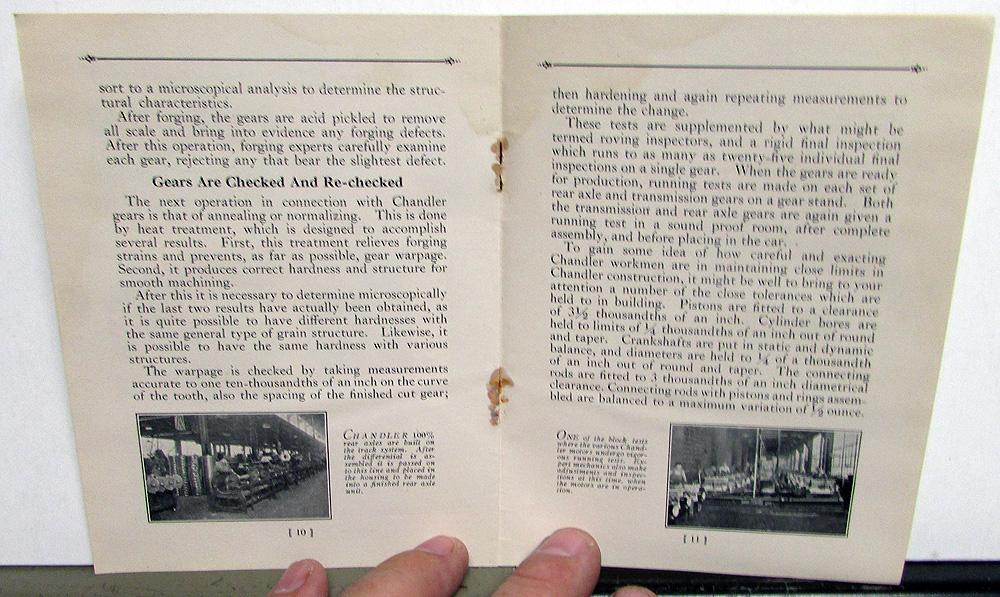 sort to a microscopical analysis to determine the struc-
tural characteristics.
After forging, the gears are acid pickled to remove
all scale and bring into evidence any forging defects.
After this operation, forging experts carefully examine
each gear, rejecting any that bear the slightest defect.
Gears Are Checked And Re-checked
The next operation in connection with Chandler
gears is that of annealing or normalizing. This is done
by heat treatment, which is designed to accomplish
several results. First, this treatment relieves forging
strains and prevents, as far as possible, gear warpage.
Second, it produces correct hardness and structure for
smooth machining.
After this it is necessary to determine microscopically
if the last two results have actually been obtained, as
it is quite possible to have different hardnesses with
the same general type of grain structure. Likewise, it
is possible to have the same hardness with various
structures.
The warpage is checked by taking measurements
accurate to one ten-thousandths of an inch on the curve
of the tooth, also the spacing of the finished cut gear;
CHANDLER 100%
rear axles are built on
the track system. After
the differential is as-
sembled it is passed on
to this line and placed in
the housing to be made
into a finished rear axle
unit.
[ 10 ]
then hardening and again repeating measurements to
determine the change.
These tests are supplemented by what might be
termed roving inspectors, and a rigid final inspection
which runs to as many as twenty-five individual final
inspections on a single gear. When the gears are ready
for production, running tests are made on each set of
rear axle and transmission gears on a gear stand. Both
the transmission and rear axle gears are again given a
running test in a sound proof room, after complete
assembly, and before placing in the car.
To gain some idea of how careful and exacting
Chandler workmen are in maintaining close limits in
Chandler construction, it might be well to bring to your
attention a number of the close tolerances which are
held to in building. Pistons are fitted to a clearance
of 3½ thousandths of an inch. Cylinder bores are
held to limits of ¼ thousandths of an inch out of round
and taper. Crankshafts are put in static and dynamic
balance, and diameters are held to ¼ of a thousandth
of an inch out of round and taper. The connecting
rods are fitted to 3 thousandths of an inch diametrical
clearance. Connecting rods with pistons and rings assem-
bled are balanced to a maximum variation of ½ ounce.
ONE of the block tests
where the various Chand-
ler motors undergo vigor-
ous running tests. Ex-
pert mechanics also make
adjustments and inspec-
tions at this time, when
the motors are in opera-
tion.
[ 11 ]